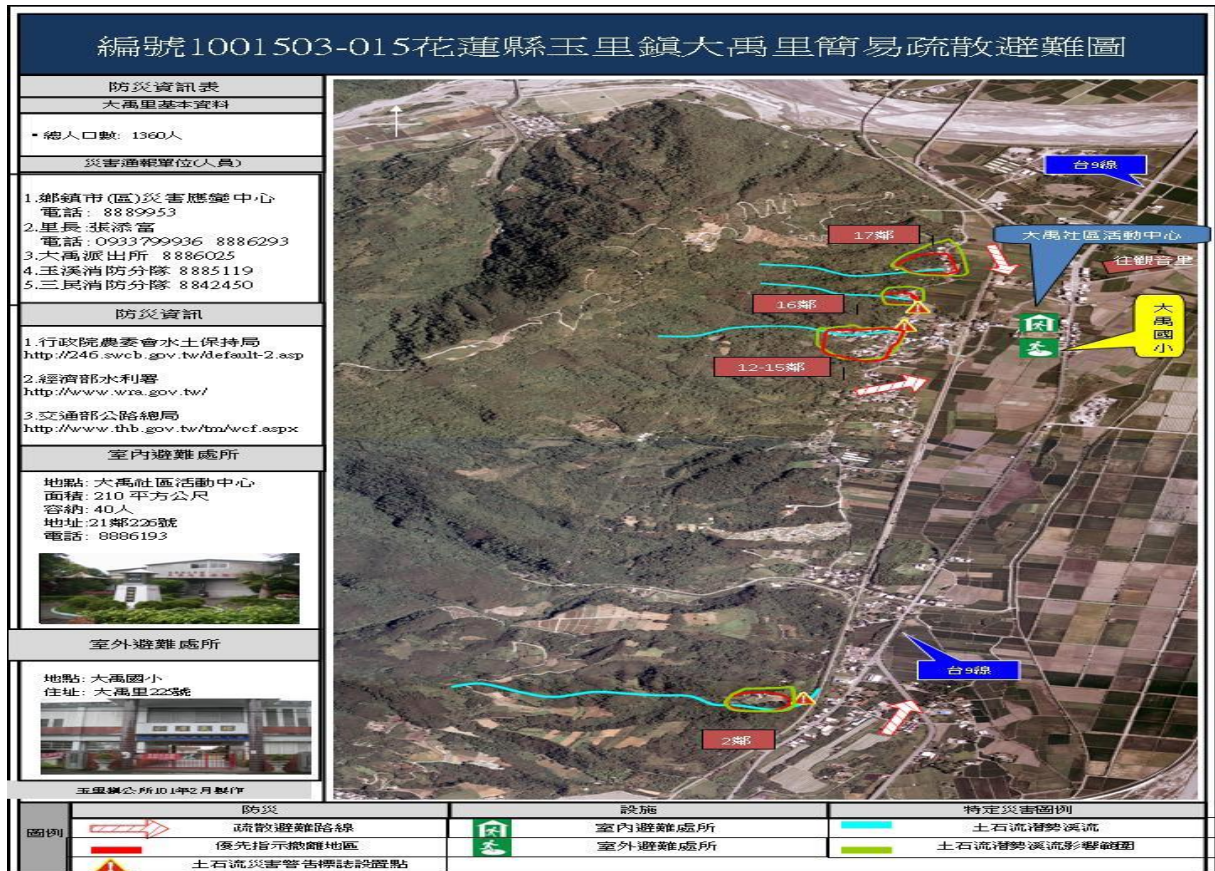 編號1001503-015花蓮縣玉里鎮大禹里簡易疏散避難圖
防災資訊表
大禹里基本資料
• 總人口數: 1360人
災害通報單位(人員)
1.鄉鎮市(區)災害應變中心
電話: 8889953
2.里長:張添富
電話:0933799936 8886293
3.大禹派出所 8886025
4.玉溪消防分隊 8885119
5.三民消防分隊 8842450
防災資訊
1.行政院農委會水土保持局
http://246.swcb.gov.tw/default-2.asp
2.經濟部水利署
http://www.wra.gov.tw/
3.交通部公路總局
http://www.thb.gov.tw/tm/wcf.aspx
室內避難處所
地點: 大禹社區活動中心
面積: 210 平方公尺
容納: 40人
地址:21鄰226號
電話: 8886193
室外避難處所
地點: 大禹國小
住址: 大禹里225號
玉里鎮公所101年2月製作
台9線
17鄰
大禹社區活動中心
往觀音里
16鄰
大禹國小
12-15鄰
台9線
2鄰
圖例
防災
設施
特定災害圖例
疏散避難路線
室內避難處所
土石流潛勢溪流
優先指示撤離地區
室外避難處所
土石流潛勢溪流影響範圍
土石流災害警告標誌設置點